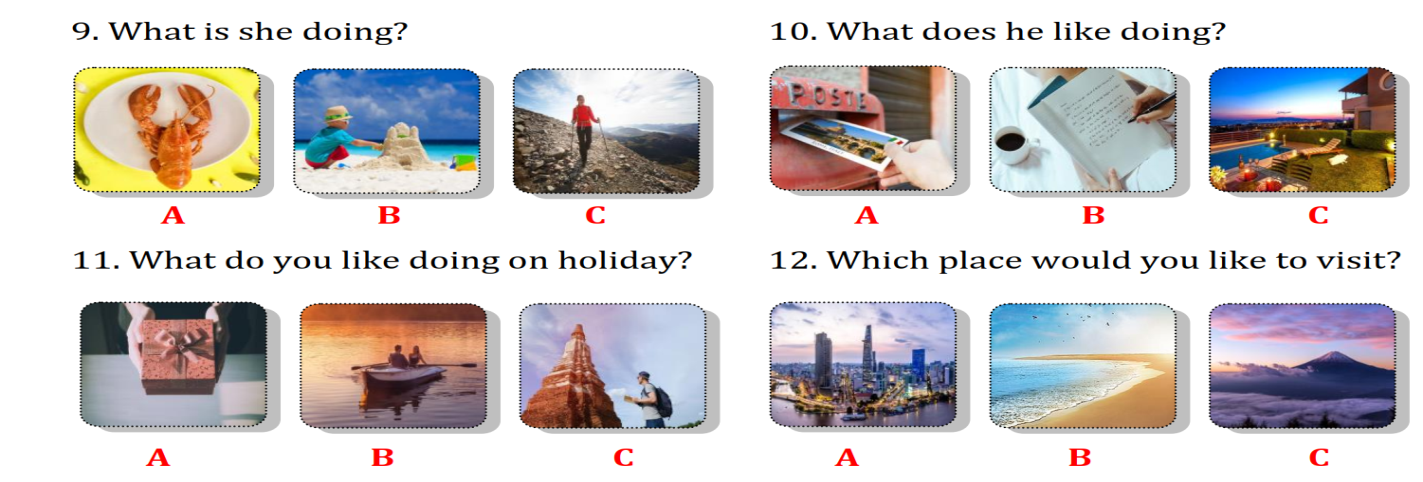 9. What is she doing?
10. What does he like doing?
POSTE
A
B
C
A
B
C
11. What do you like doing on holiday?
12. Which place would you like to visit?
A
B
C
A
B
C